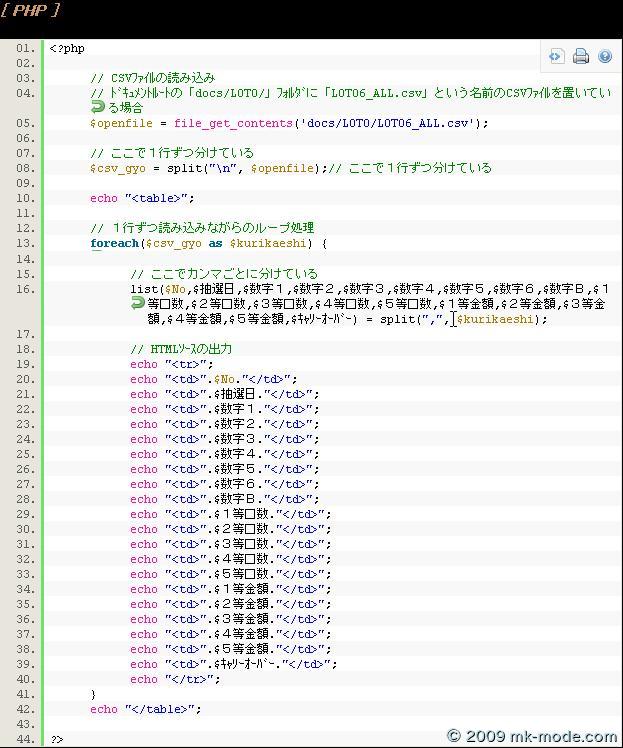 [ PHP ]
01. <?php
02.
03. // CSVﾌｧｲﾙの読み込み
04. // ﾄﾞｷｭﾒﾝﾄﾙｰﾄの「docs/LOTO/」ﾌｫﾙﾀﾞに「LOTO6_ALL.csv」という名前のCSVﾌｧｲﾙを置いてい
る場合
05. $openfile = file_get_contents('docs/LOTO/LOTO6_ALL.csv');
06.
07. // ここで１行ずつ分けている
08. $csv_gyo = split("\n", $openfile);// ここで１行ずつ分けている
09.
10. echo "<table>";
11.
12. // １行ずつ読み込みながらのループ処理
13. foreach($csv_gyo as $kurikaeshi) {
14.
15. // ここでカンマごとに分けている
16. list($No,$抽選日,$数字１,$数字２,$数字３,$数字４,$数字５,$数字６,$数字Ｂ,$１
等口数,$２等口数,$３等口数,$４等口数,$５等口数,$１等金額,$２等金額,$３等金
額,$４等金額,$５等金額,$ｷｬﾘｰｵｰﾊﾞｰ) = split(",", $kurikaeshi);
17.
18. // HTMLｿｰｽの出力
19. echo "<tr>";
20. echo "<td>".$No."</td>";
21. echo "<td>".$抽選日."</td>";
22. echo "<td>".$数字１."</td>";
23. echo "<td>".$数字２."</td>";
24. echo "<td>".$数字３."</td>";
25. echo "<td>".$数字４."</td>";
26. echo "<td>".$数字５."</td>";
27. echo "<td>".$数字６."</td>";
28. echo "<td>".$数字Ｂ."</td>";
29. echo "<td>".$１等口数."</td>";
30. echo "<td>".$２等口数."</td>";
31. echo "<td>".$３等口数."</td>";
32. echo "<td>".$４等口数."</td>";
33. echo "<td>".$５等口数."</td>";
34. echo "<td>".$１等金額."</td>";
35. echo "<td>".$２等金額."</td>";
36. echo "<td>".$３等金額."</td>";
37. echo "<td>".$４等金額."</td>";
38. echo "<td>".$５等金額."</td>";
39. echo "<td>".$ｷｬﾘｰｵｰﾊﾞｰ."</td>";
40. echo "</tr>";
41. }
42. echo "</table>";
43.
44. ?>
© 2009 mk-mode.com